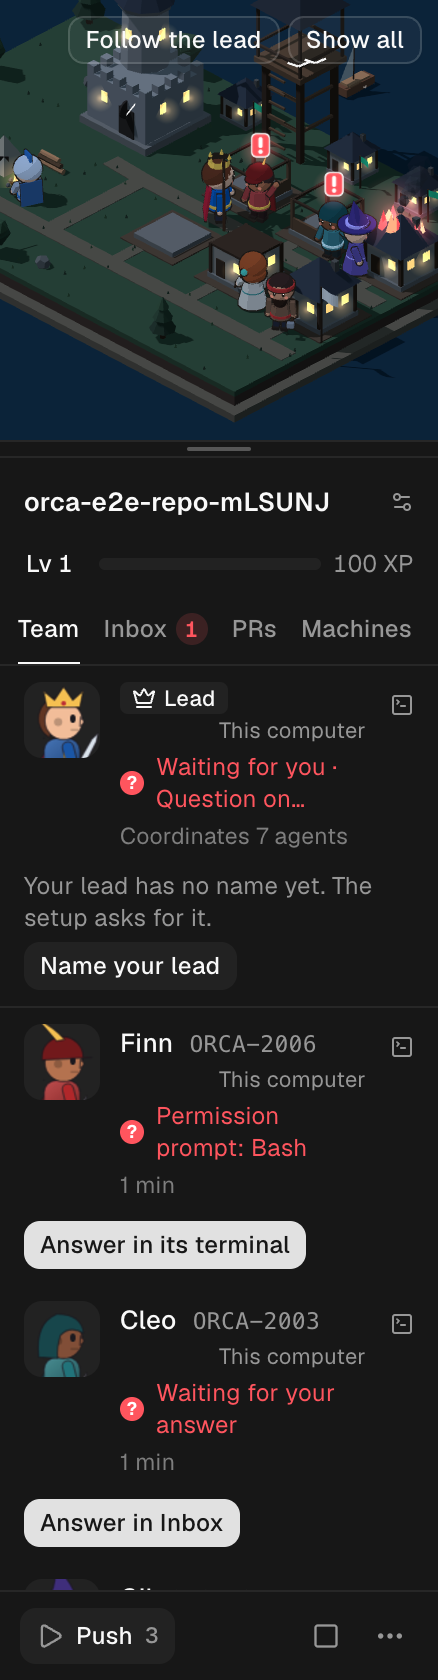 Follow the lead
Show all
orca-e2e-repo-mLSUNJ
Lv 1
100 XP
Team
Inbox 1
PRs
Machines
Lead
This computer
Waiting for you ·
Question on…
Coordinates 7 agents
Your lead has no name yet. The
setup asks for it.
Name your lead
Finn ORCA-2006
This computer
Permission
prompt: Bash
1 min
Answer in its terminal
Cleo ORCA-2003
This computer
Waiting for your
answer
1 min
Answer in Inbox
Push 3